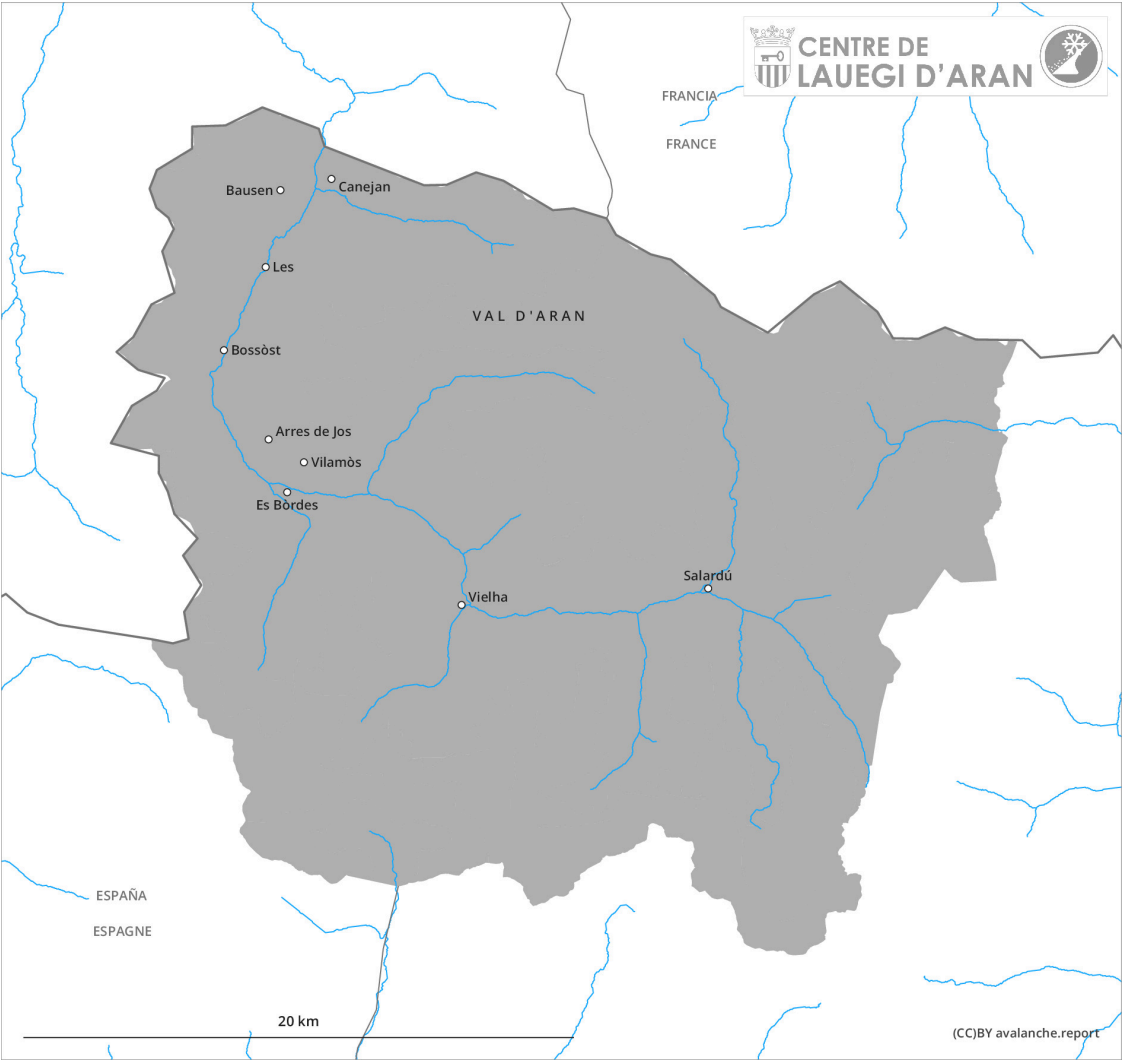 CENTRE DE
LAUEGI D'ARAN
FRANCIA
FRANCE
Bausen
Canejan
Les
VAL D'ARAN
Bossòst
Arres de Jos
Vilamòs
Es Bòrdes
Salardú
Vielha
ESPAÑA
ESPAGNE
20 km
(CC)BY avalanche.report